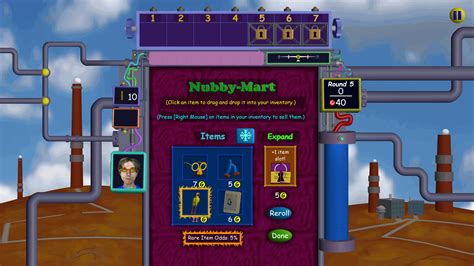 1 2 3 4 5 6 7
Nubby-Mart
(Click an item to drag and drop it into your inventory.)
(Press [Right Mouse] on items in your inventory to sell them.)
10
Round 5
0
40
Items
Expand
+1 item
slot!
7
5
5
6
5
Reroll
Done
Rare Item Odds: 5%